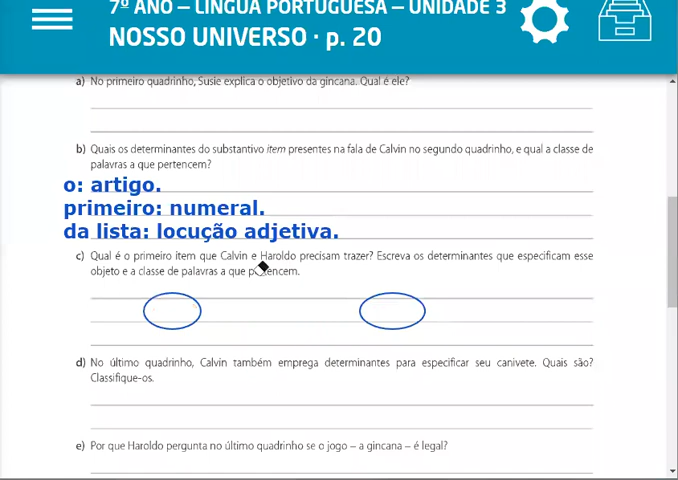 7º ANO – LÍNGUA PORTUGUESA – UNIDADE 3
NOSSO UNIVERSO · p. 20
a) No primeiro quadrinho, Susie explica o objetivo da gincana. Qual é ele?
b) Quais os determinantes do substantivo item presentes na fala de Calvin no segundo quadrinho, e qual a classe de
palavras a que pertencem?
o: artigo.
primeiro: numeral.
da lista: locução adjetiva.
c) Qual é o primeiro item que Calvin e Haroldo precisam trazer? Escreva os determinantes que especificam esse
objeto e a classe de palavras a que pertencem.
d) No último quadrinho, Calvin também emprega determinantes para especificar seu canivete. Quais são?
Classifique-os.
e) Por que Haroldo pergunta no último quadrinho se o jogo – a gincana – é legal?